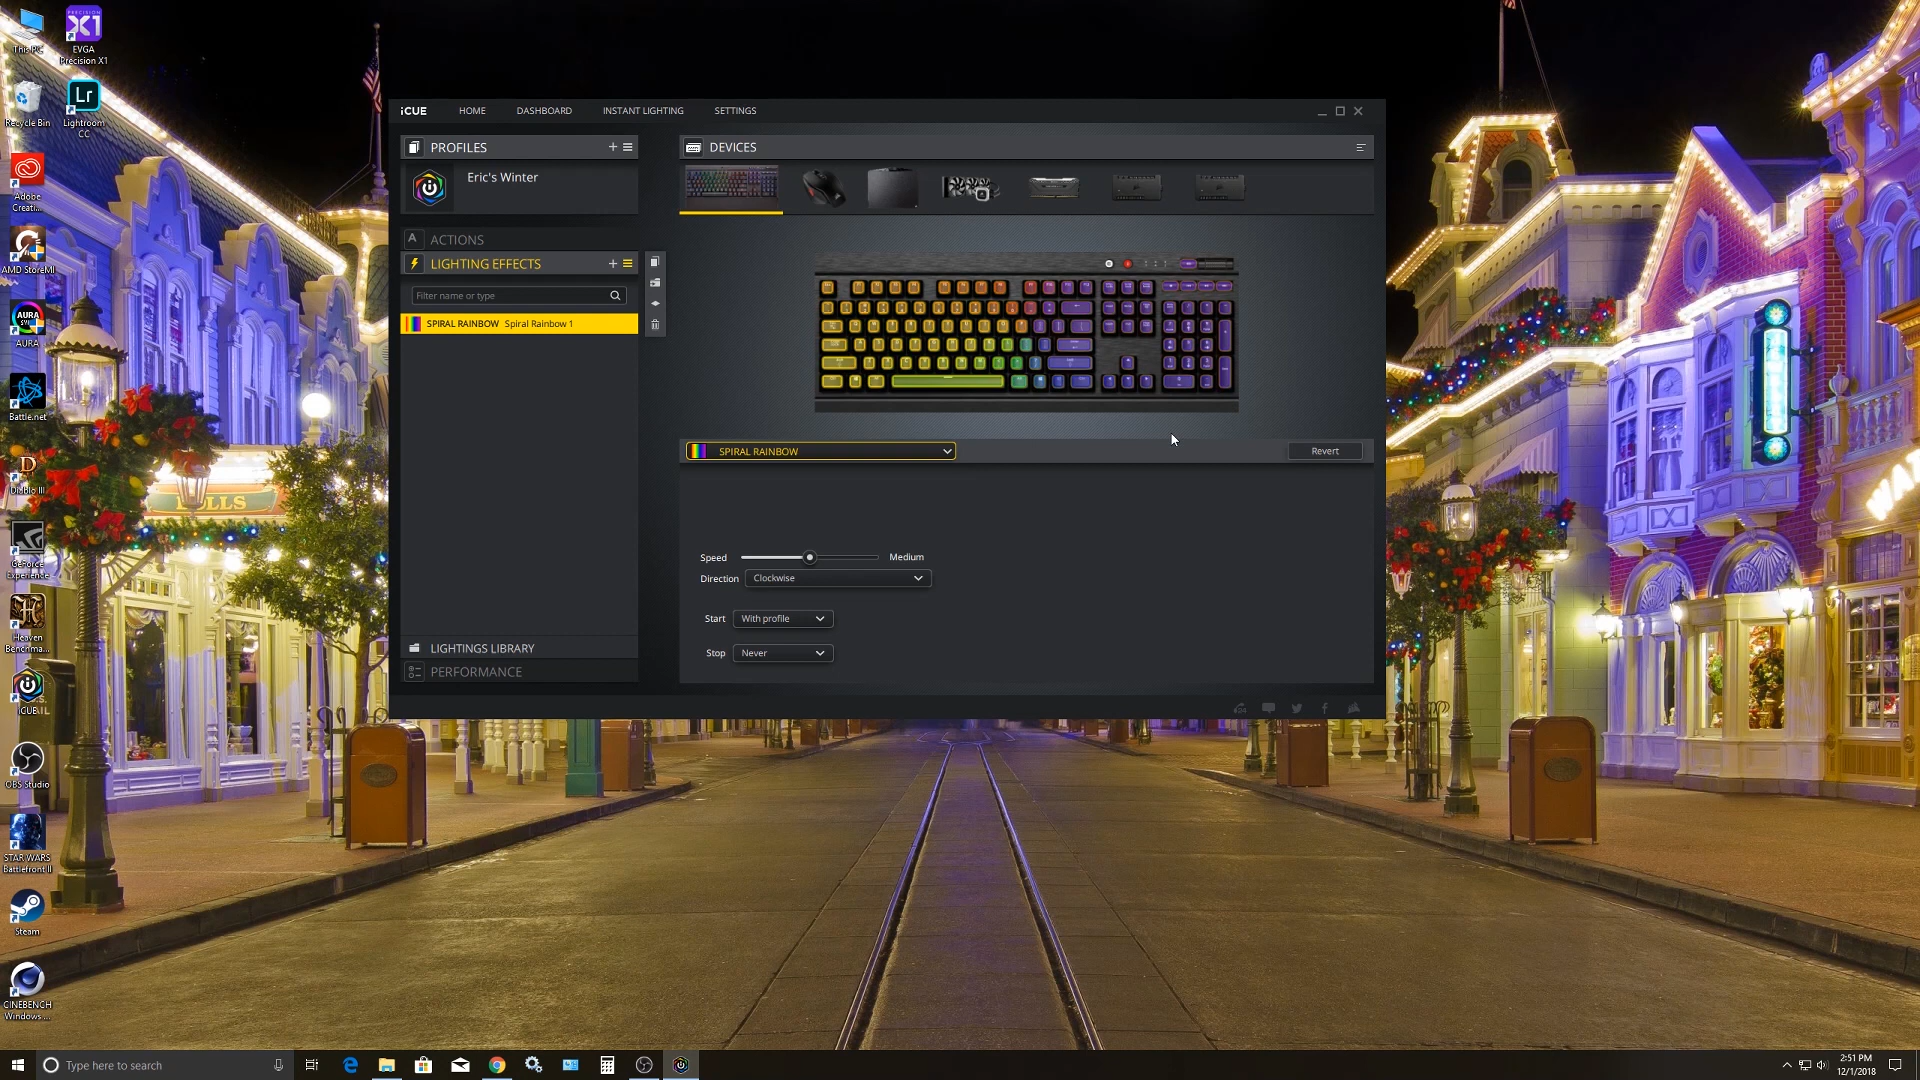 This PC
EVGA
Precision X1
Recycle Bin
Lightroom
CC
Adobe
Creati...
AMD StoreMI
AURA
Battle.net
Diablo III
GeForce
Experience
Heaven
Benchma...
iCUE
OBS Studio
STAR WARS
Battlefront II
Steam
CINEBENCH
Windows ...
iCUE
HOME
DASHBOARD
INSTANT LIGHTING
SETTINGS
PROFILES
Eric's Winter
ACTIONS
LIGHTING EFFECTS
Filter name or type
SPIRAL RAINBOW Spiral Rainbow 1
LIGHTINGS LIBRARY
PERFORMANCE
DEVICES
SPIRAL RAINBOW
Revert
Speed
Medium
Direction
Clockwise
Start
With profile
Stop
Never
Type here to search
2:51 PM
12/1/2018